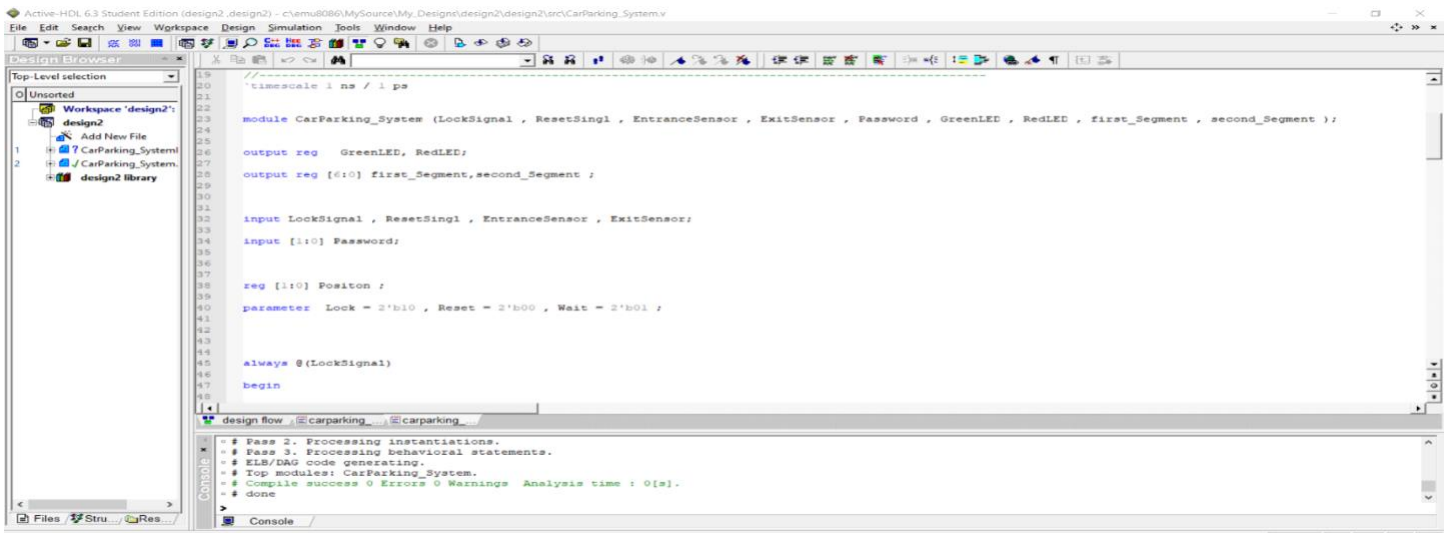 Active-HDL 6.3 Student Edition (design2 ,design2) - c:\emu8086\MySource\My_Designs\design2\design2\src\CarParking_System.v
File Edit Search View Workspace Design Simulation Tools Window Help
Design Browser
Top-Level selection
Unsorted
Workspace 'design2':
design2
Add New File
1 ? CarParking_SystemI
2 CarParking_System.
design2 library
Files Stru... Res...
19 //-----------------------------------------------------------------------------
20 `timescale 1 ns / 1 ps
21
22
23 module CarParking_System (LockSignal , ResetSingl , EntranceSensor , ExitSensor , Password , GreenLED , RedLED , first_Segment , second_Segment );
24
25
26 output reg GreenLED, RedLED;
27
28 output reg [6:0] first_Segment,second_Segment ;
29
30
31
32 input LockSignal , ResetSingl , EntranceSensor , ExitSensor;
33
34 input [1:0] Password;
35
36
37
38 reg [1:0] Positon ;
39
40 parameter Lock = 2'b10 , Reset = 2'b00 , Wait = 2'b01 ;
41
42
43
44
45 always @(LockSignal)
46
47 begin
48
design flow carparking_... carparking_...
# Pass 2. Processing instantiations.
# Pass 3. Processing behavioral statements.
# ELB/DAG code generating.
# Top modules: CarParking_System.
# Compile success 0 Errors 0 Warnings Analysis time : 0[s].
# done
>
Console
Console